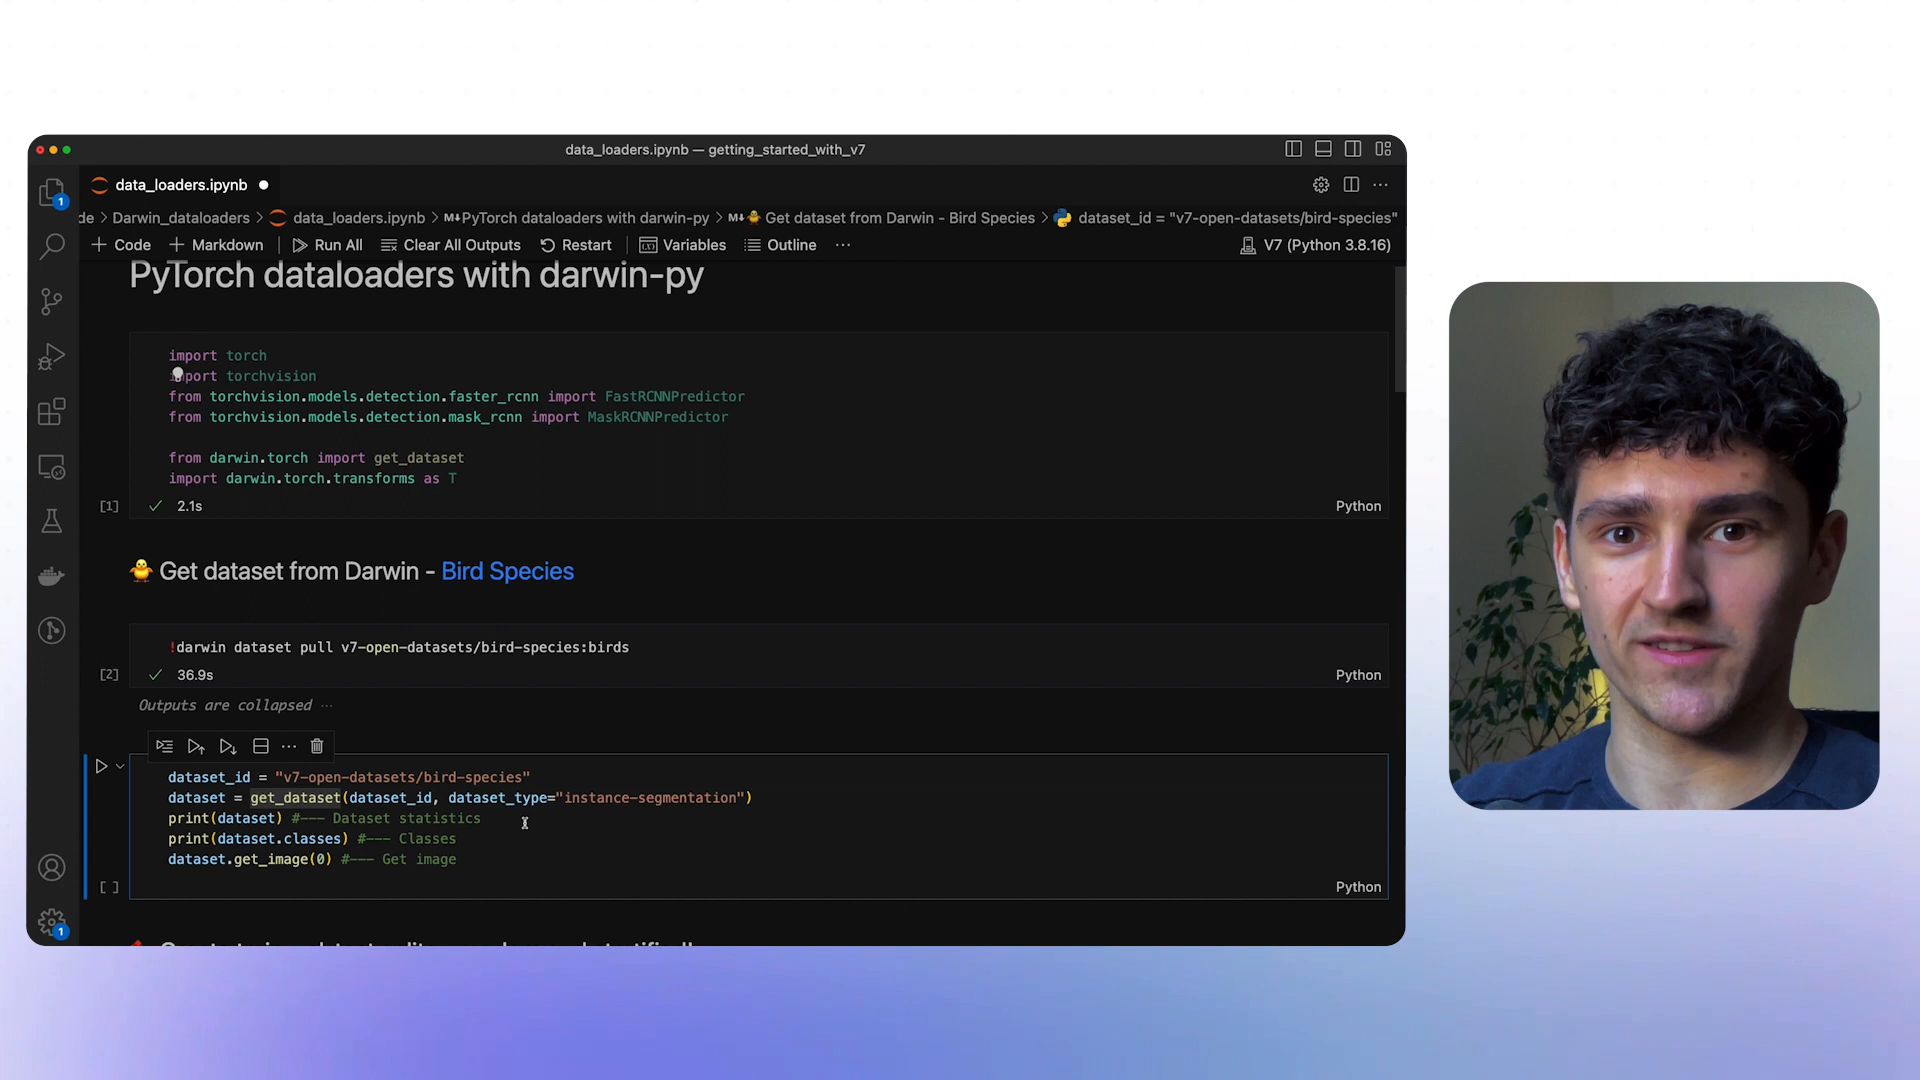 data_loaders.ipynb — getting_started_with_v7
data_loaders.ipynb
de > Darwin_dataloaders > data_loaders.ipynb > M↓PyTorch dataloaders with darwin-py > M↓🐥 Get dataset from Darwin - Bird Species > dataset_id = "v7-open-datasets/bird-species"
+ Code + Markdown Run All Clear All Outputs Restart Variables Outline ···
V7 (Python 3.8.16)
PyTorch dataloaders with darwin-py
import torch
import torchvision
from torchvision.models.detection.faster_rcnn import FastRCNNPredictor
from torchvision.models.detection.mask_rcnn import MaskRCNNPredictor
from darwin.torch import get_dataset
import darwin.torch.transforms as T
[1] ✓ 2.1s Python
🐥 Get dataset from Darwin - Bird Species
!darwin dataset pull v7-open-datasets/bird-species:birds
[2] ✓ 36.9s Python
Outputs are collapsed ···
dataset_id = "v7-open-datasets/bird-species"
dataset = get_dataset(dataset_id, dataset_type="instance-segmentation")
print(dataset) #--- Dataset statistics
print(dataset.classes) #--- Classes
dataset.get_image(0) #--- Get image
[ ] Python
1
1